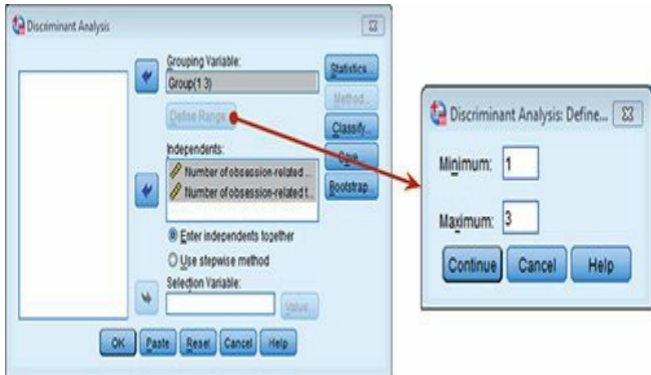 Discriminant Analysis
Grouping Variable:
Group(1 3)
Define Range...
Independents:
Number of obsession-related ...
Number of obsession-related t...
Enter independents together
Use stepwise method
Selection Variable:
Value...
Statistics...
Method...
Classify...
Save...
Bootstrap...
OK
Paste
Reset
Cancel
Help
Discriminant Analysis: Define...
Minimum: 1
Maximum: 3
Continue
Cancel
Help